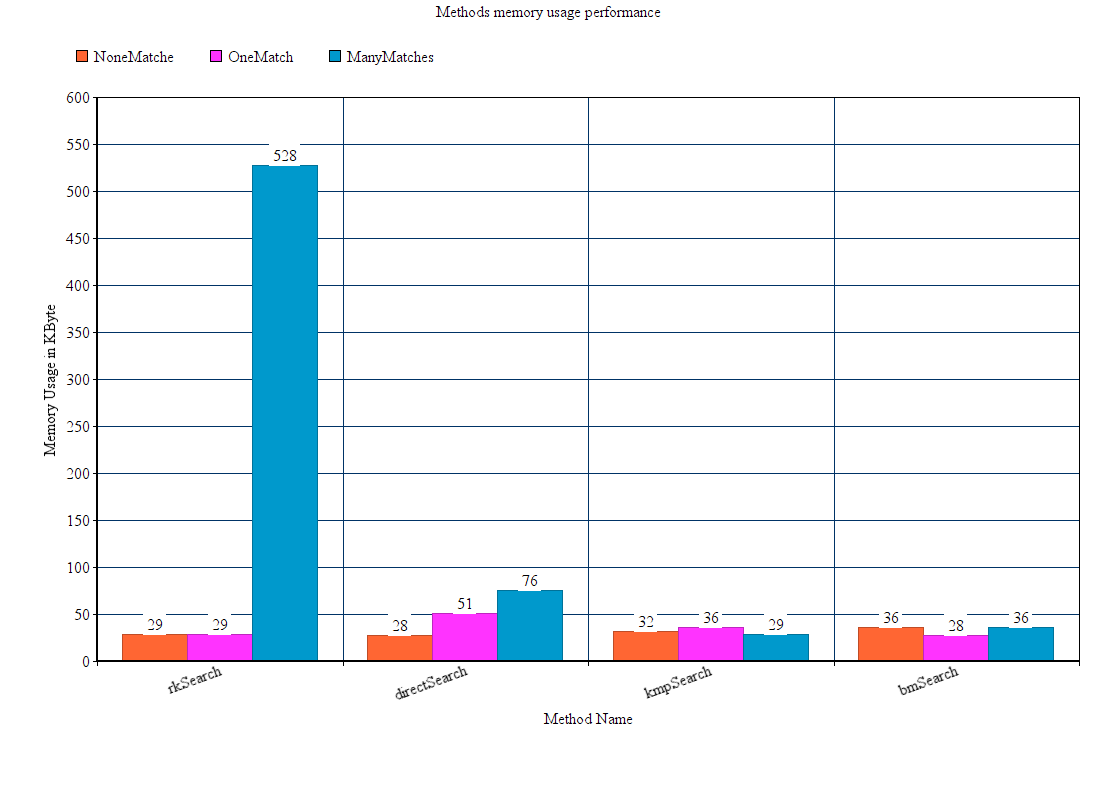 Methods memory usage performance
NoneMatche OneMatch ManyMatches
600
550
500
450
400
350
300
250
200
150
100
50
0
Memory Usage in KByte
29 29 528
28 51 76
32 36 29
36 28 36
rkSearch directSearch kmpSearch bmSearch
Method Name